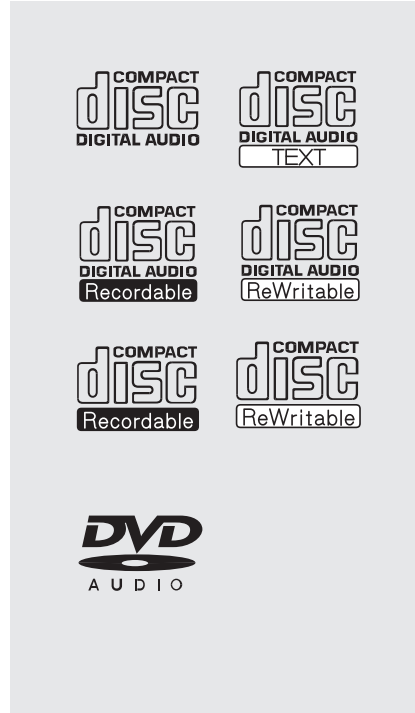 COMPACT
disc
DIGITAL AUDIO
COMPACT
disc
DIGITAL AUDIO
TEXT
COMPACT
disc
DIGITAL AUDIO
Recordable
COMPACT
disc
DIGITAL AUDIO
ReWritable
COMPACT
disc
Recordable
COMPACT
disc
ReWritable
DVD
AUDIO